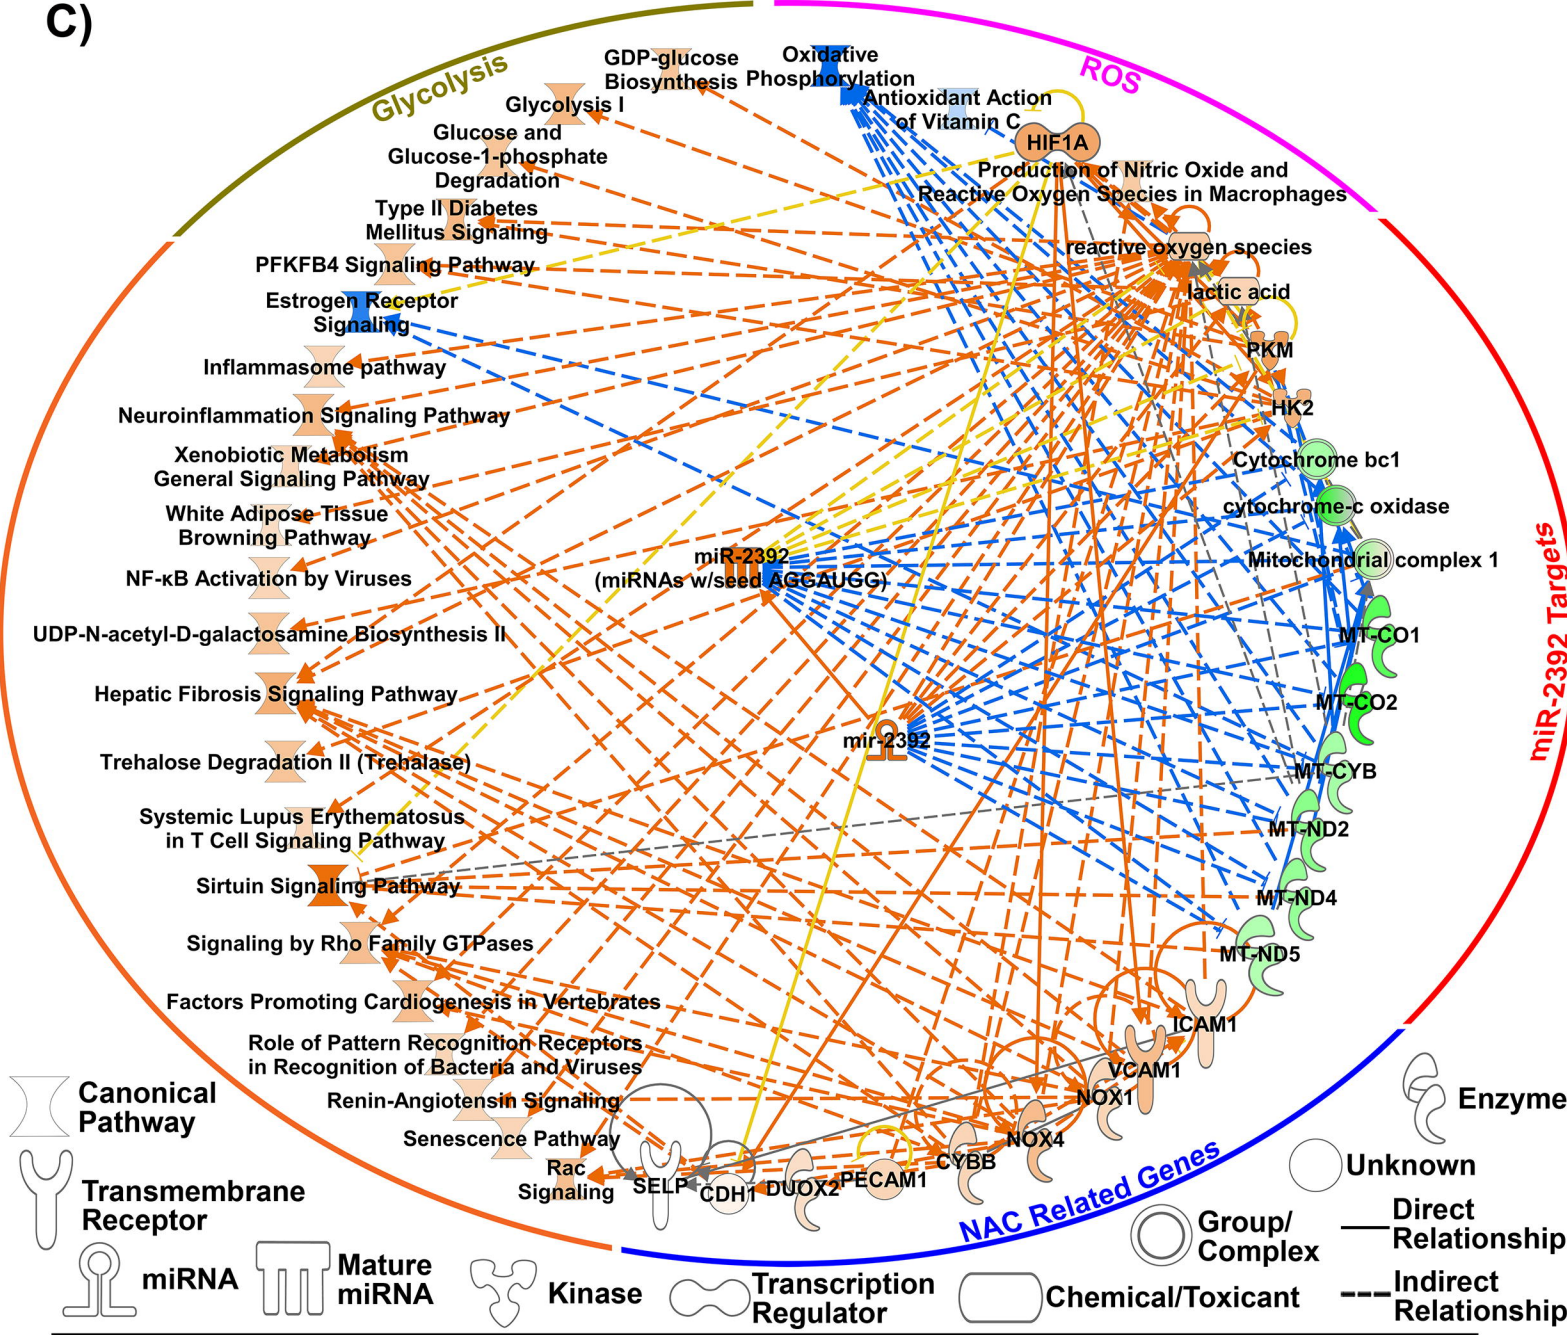 C)
Glycolysis
ROS
miR-2392 Targets
NAC Related Genes
GDP-glucose
Biosynthesis
Oxidative
Phosphorylation
Antioxidant Action
of Vitamin C
HIF1A
Production of Nitric Oxide and
Reactive Oxygen Species in Macrophages
reactive oxygen species
lactic acid
PKM
HK2
Cytochrome bc1
cytochrome-c oxidase
Mitochondrial complex 1
MT-CO1
MT-CO2
MT-CYB
MT-ND2
MT-ND4
MT-ND5
ICAM1
VCAM1
NOX1
NOX4
CYBB
PECAM1
DUOX2
CDH1
SELP
Glycolysis I
Glucose and
Glucose-1-phosphate
Degradation
Type II Diabetes
Mellitus Signaling
PFKFB4 Signaling Pathway
Estrogen Receptor
Signaling
Inflammasome pathway
Neuroinflammation Signaling Pathway
Xenobiotic Metabolism
General Signaling Pathway
White Adipose Tissue
Browning Pathway
NF-κB Activation by Viruses
UDP-N-acetyl-D-galactosamine Biosynthesis II
Hepatic Fibrosis Signaling Pathway
Trehalose Degradation II (Trehalase)
Systemic Lupus Erythematosus
in T Cell Signaling Pathway
Sirtuin Signaling Pathway
Signaling by Rho Family GTPases
Factors Promoting Cardiogenesis in Vertebrates
Role of Pattern Recognition Receptors
in Recognition of Bacteria and Viruses
Renin-Angiotensin Signaling
Senescence Pathway
Rac
Signaling
miR-2392
(miRNAs w/seed AGGAUGG)
mir-2392
Canonical
Pathway
Transmembrane
Receptor
miRNA
Mature
miRNA
Kinase
Transcription
Regulator
Chemical/Toxicant
Group/
Complex
Unknown
Enzyme
Direct
Relationship
Indirect
Relationship